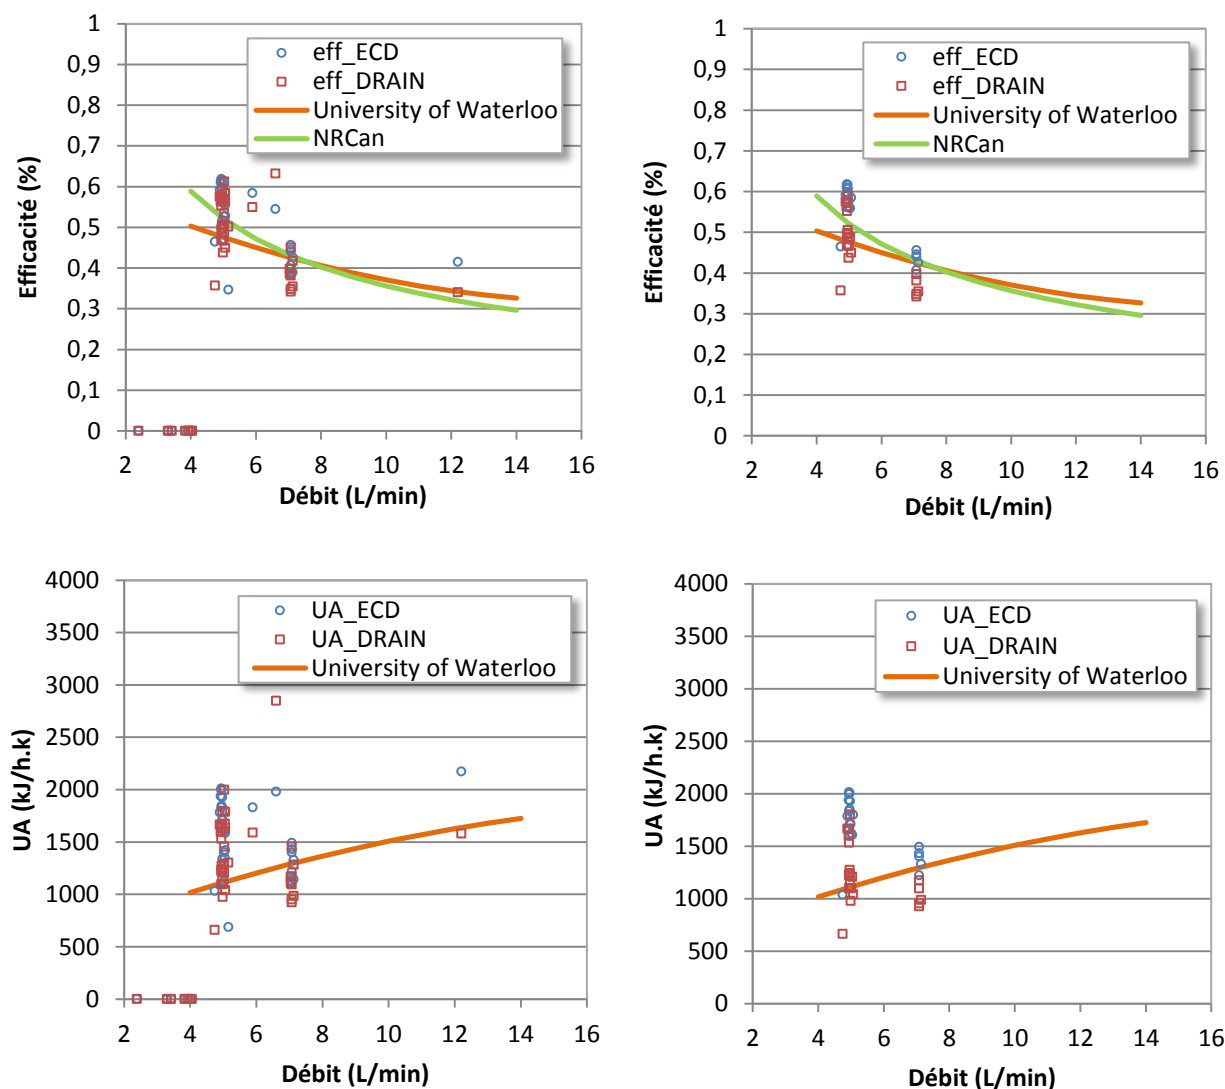 1
0,9
0,8
0,7
0,6
0,5
0,4
0,3
0,2
0,1
0
Efficacité (%)
eff_ECD
eff_DRAIN
University of Waterloo
NRCan
2 4 6 8 10 12 14 16
Débit (L/min)
1
0,9
0,8
0,7
0,6
0,5
0,4
0,3
0,2
0,1
0
Efficacité (%)
eff_ECD
eff_DRAIN
University of Waterloo
NRCan
2 4 6 8 10 12 14 16
Débit (L/min)
4000
3500
3000
2500
2000
1500
1000
500
0
UA (kJ/h.k)
UA_ECD
UA_DRAIN
University of Waterloo
2 4 6 8 10 12 14 16
Débit (L/min)
4000
3500
3000
2500
2000
1500
1000
500
0
UA (kJ/h.k)
UA_ECD
UA_DRAIN
University of Waterloo
2 4 6 8 10 12 14 16
Débit (L/min)